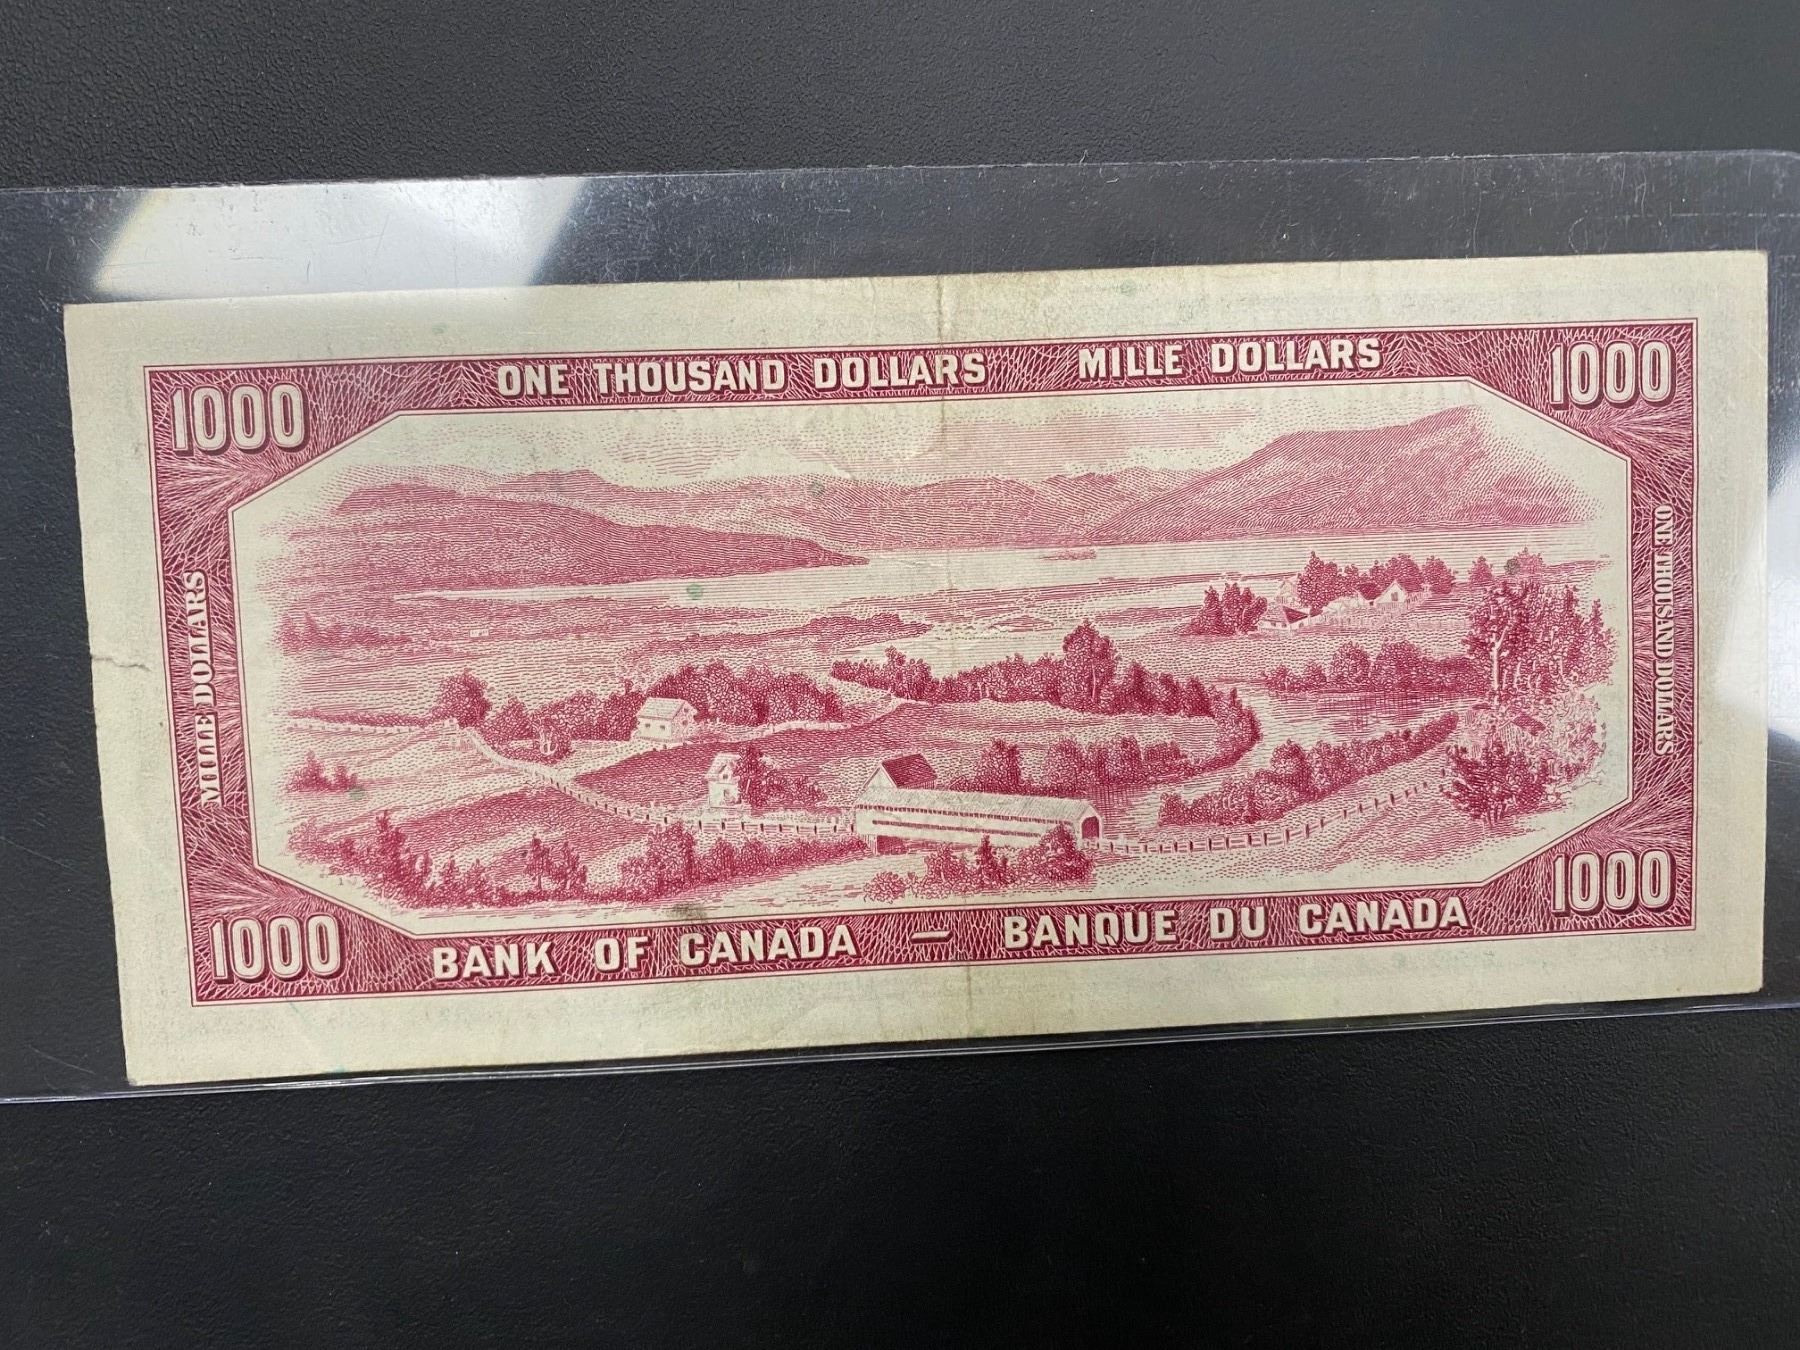 ONE THOUSAND DOLLARS MILLE DOLLARS
1000
1000
MILLE DOLLARS
ONE THOUSAND DOLLARS
1000
1000
BANK OF CANADA — BANQUE DU CANADA